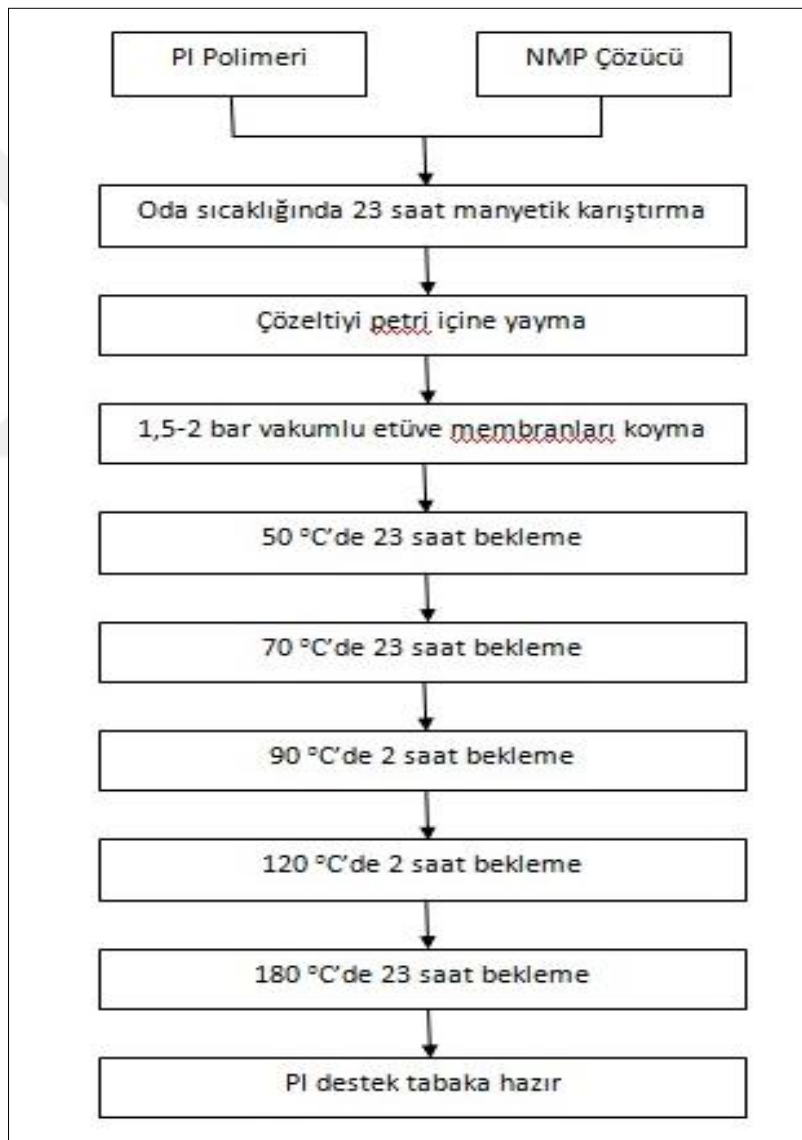 PI Polimeri
NMP Çözücü
Oda sıcaklığında 23 saat manyetik karıştırma
Çözeltiyi petri içine yayma
1,5-2 bar vakumlu etüve membranları koyma
50 °C’de 23 saat bekleme
70 °C’de 23 saat bekleme
90 °C’de 2 saat bekleme
120 °C’de 2 saat bekleme
180 °C’de 23 saat bekleme
PI destek tabaka hazır